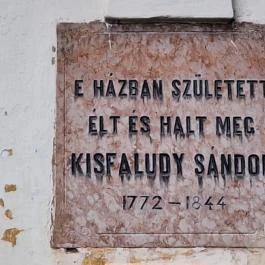 E HÁZBAN SZÜLETETT
ÉLT ÉS HALT MEG
KISFALUDY SÁNDOR
1772–1844